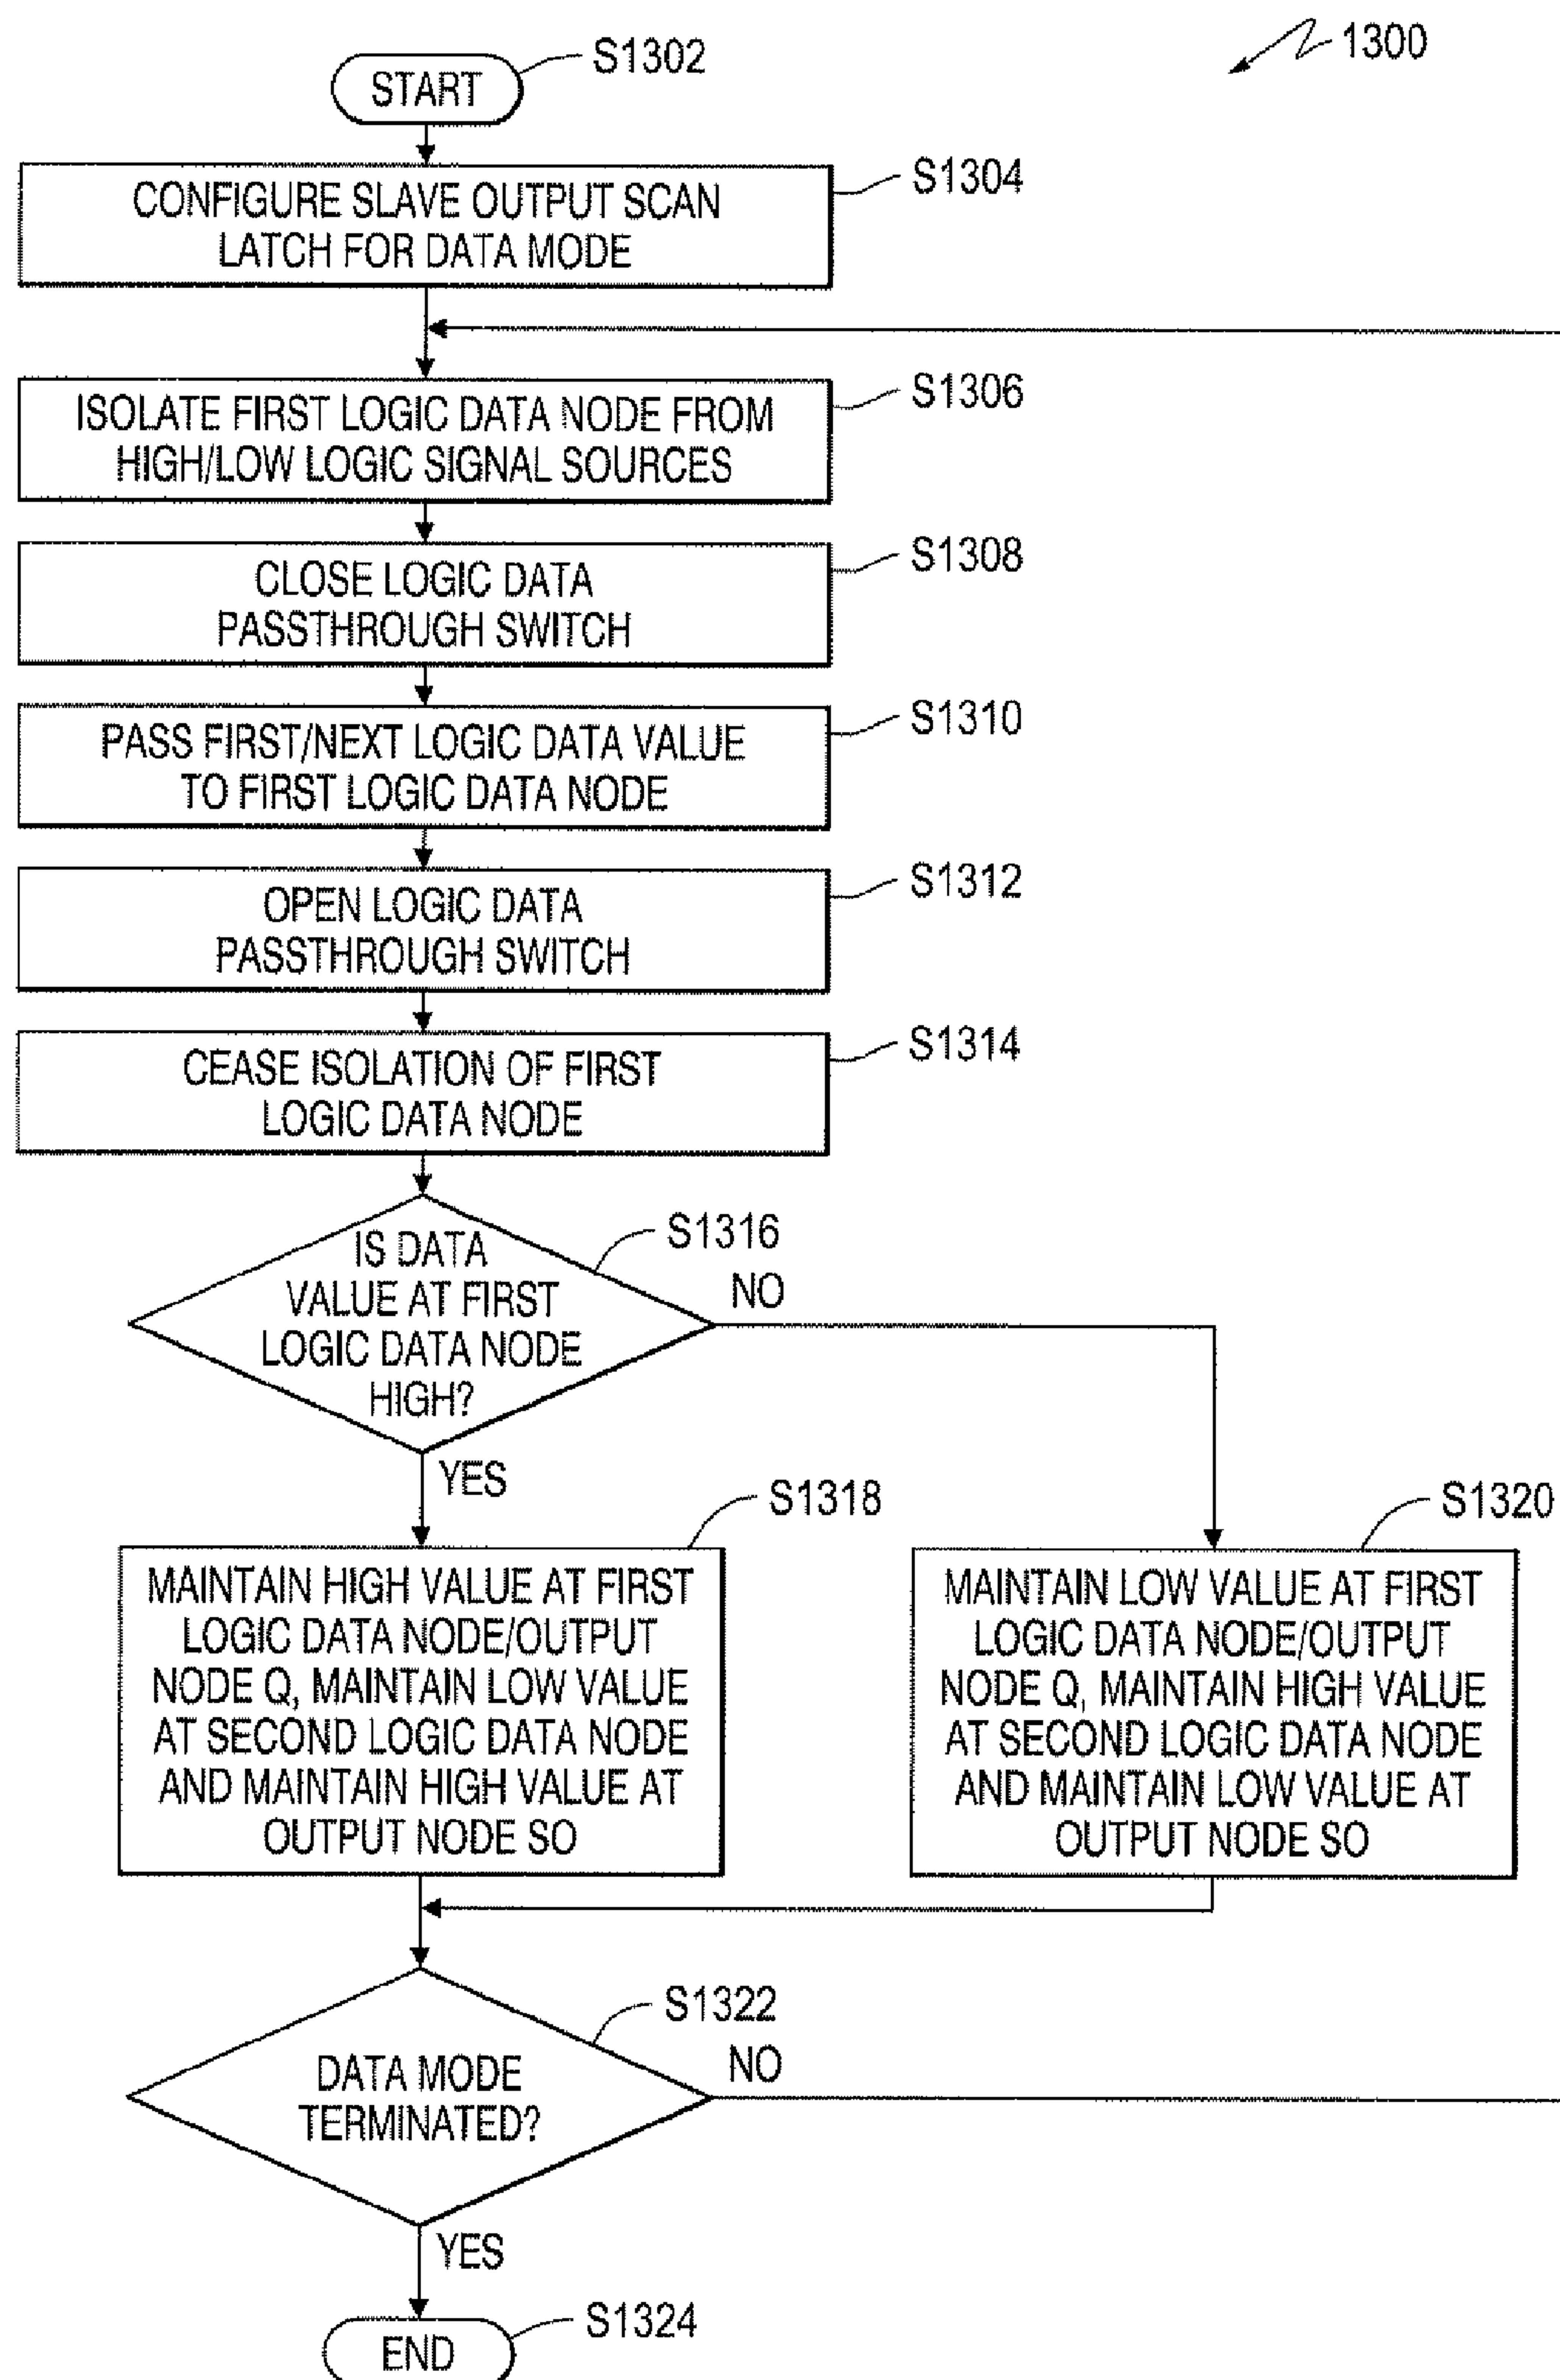 1300
START
S1302
CONFIGURE SLAVE OUTPUT SCAN
LATCH FOR DATA MODE
S1304
ISOLATE FIRST LOGIC DATA NODE FROM
HIGH/LOW LOGIC SIGNAL SOURCES
S1306
CLOSE LOGIC DATA
PASSTHROUGH SWITCH
S1308
PASS FIRST/NEXT LOGIC DATA VALUE
TO FIRST LOGIC DATA NODE
S1310
OPEN LOGIC DATA
PASSTHROUGH SWITCH
S1312
CEASE ISOLATION OF FIRST
LOGIC DATA NODE
S1314
IS DATA
VALUE AT FIRST
LOGIC DATA NODE
HIGH?
S1316
NO
YES
S1318
MAINTAIN HIGH VALUE AT FIRST
LOGIC DATA NODE/OUTPUT
NODE Q, MAINTAIN LOW VALUE
AT SECOND LOGIC DATA NODE
AND MAINTAIN HIGH VALUE AT
OUTPUT NODE SO
S1320
MAINTAIN LOW VALUE AT FIRST
LOGIC DATA NODE/OUTPUT
NODE Q, MAINTAIN HIGH VALUE
AT SECOND LOGIC DATA NODE
AND MAINTAIN LOW VALUE AT
OUTPUT NODE SO
S1322
DATA MODE
TERMINATED?
NO
YES
END
S1324